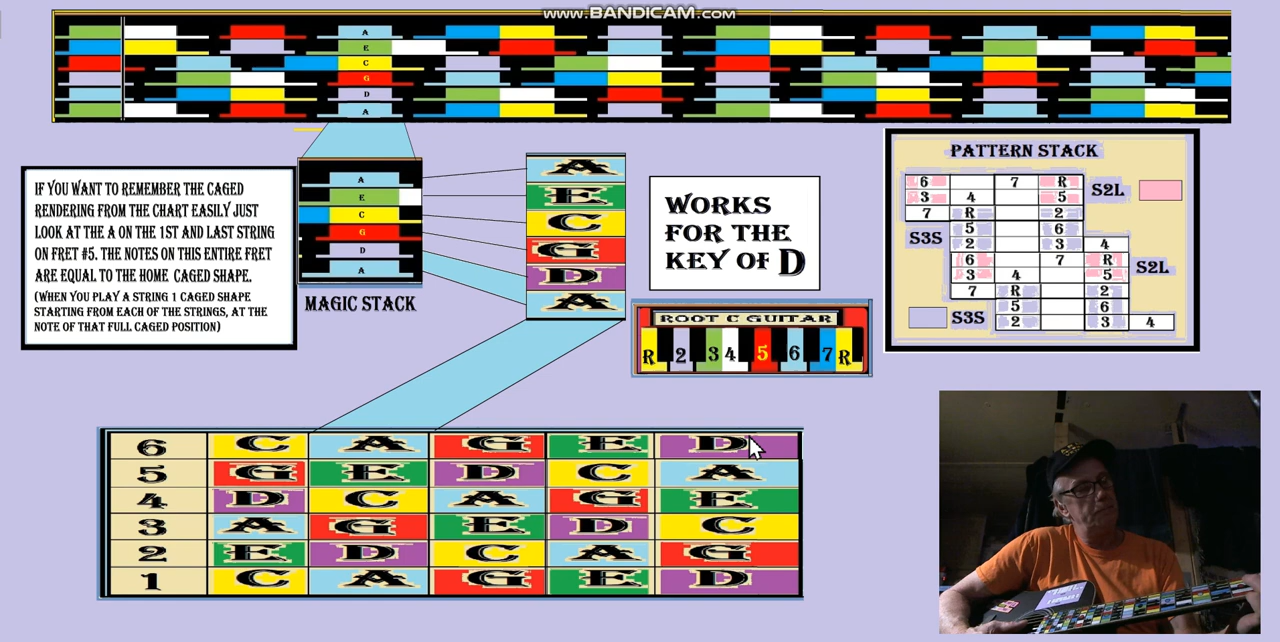 www.BANDICAM.com
A
E
C
G
D
A
IF YOU WANT TO REMEMBER THE CAGED
RENDERING FROM THE CHART EASILY JUST
LOOK AT THE A ON THE 1ST AND LAST STRING
ON FRET #5. THE NOTES ON THIS ENTIRE FRET
ARE EQUAL TO THE HOME CAGED SHAPE.
(WHEN YOU PLAY A STRING 1 CAGED SHAPE
STARTING FROM EACH OF THE STRINGS, AT THE
NOTE OF THAT FULL CAGED POSITION)
A
E
C
G
D
A
MAGIC STACK
A
E
C
G
D
A
WORKS
FOR THE
KEY OF D
ROOT C GUITAR
R 2 3 4 5 6 7 R
PATTERN STACK
6 7 R
3 4 5
S2L
7 R 2
5 6
S3S
2 3 4
6 7 R
S2L
3 4 5
7 R 2
5 6
S3S
2 3 4
6 C A G E D
5 G E D C A
4 D C A G E
3 A G E D C
2 E D C A G
1 C A G E D